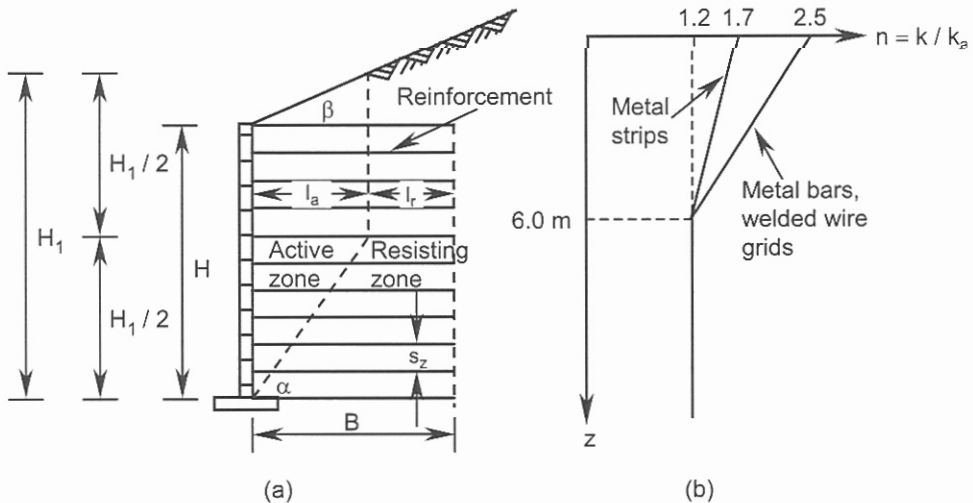 β
Reinforcement
H₁ / 2
H₁
H
lₐ
lᵣ
Active zone
Resisting zone
H₁ / 2
s_z
α
B
(a)
1.2 1.7 2.5
n = k / kₐ
Metal
strips
Metal bars,
welded wire
grids
6.0 m
z
(b)